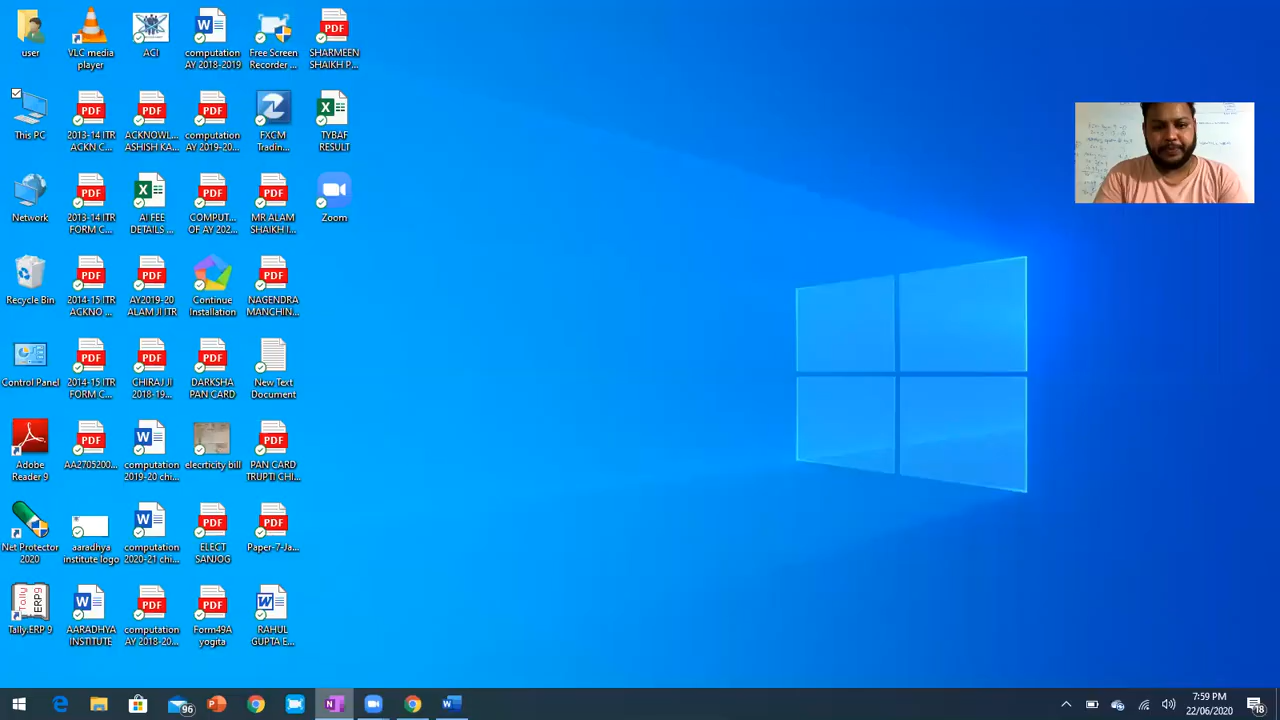 user
VLC media
player
ACI
computation
AY 2018-2019
Free Screen
Recorder ...
SHARMEEN
SHAIKH P...
This PC
2013-14 ITR
ACKN C...
ACKNOWL...
ASHISH KA...
computation
AY 2019-20...
FXCM
Tradin...
TYBAF
RESULT
Network
2013-14 ITR
FORM C...
AI FEE
DETAILS ...
COMPUT...
OF AY 202...
MR ALAM
SHAIKH I...
Zoom
Recycle Bin
2014-15 ITR
ACKNO ...
AY2019-20
ALAM JI ITR
Continue
Installation
NAGENDRA
MANCHIN...
Control Panel
2014-15 ITR
FORM C...
CHIRAJ JI
2018-19...
DARKSHA
PAN CARD
New Text
Document
Adobe
Reader 9
AA2705200...
computation
2019-20 chi...
elecrticity bill
PAN CARD
TRUPTI CHI...
Net Protector
2020
aaradhya
institute logo
computation
2020-21 chi...
ELECT
SANJOG
Paper-7-Ja...
Tally.ERP 9
AARADHYA
INSTITUTE
computation
AY 2018-20...
Form49A
yogita
RAHUL
GUPTA E...
96
7:59 PM
22/06/2020
18